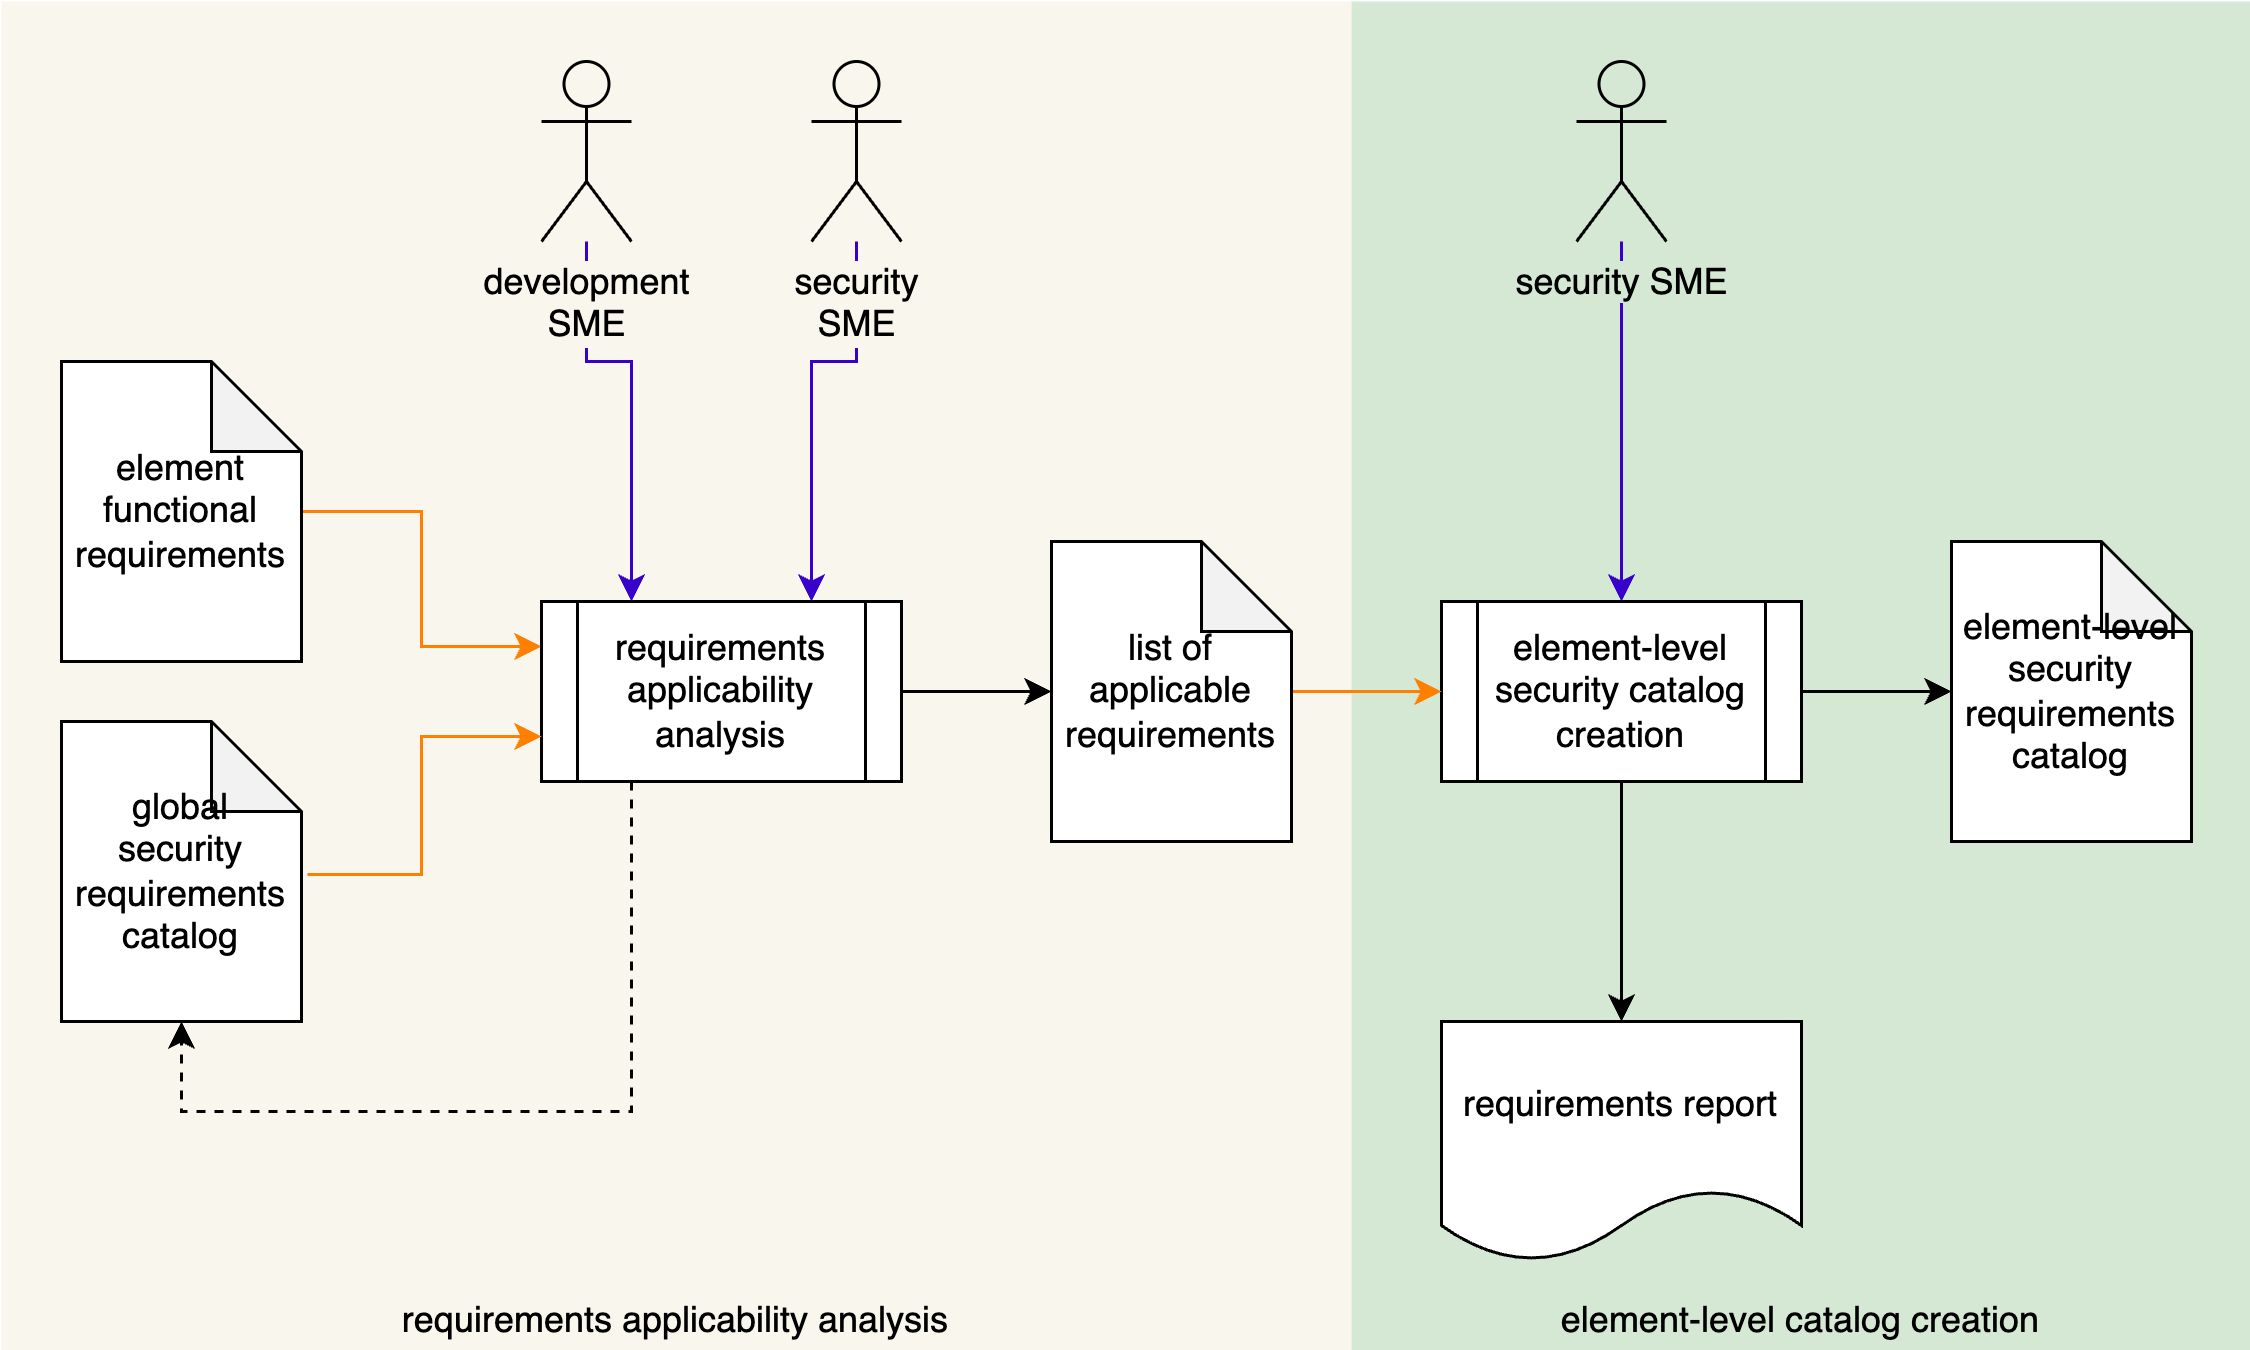 development
SME
security
SME
security SME
element
functional
requirements
global
security
requirements
catalog
requirements
applicability
analysis
list of
applicable
requirements
element-level
security catalog
creation
element-level
security
requirements
catalog
requirements report
requirements applicability analysis
element-level catalog creation